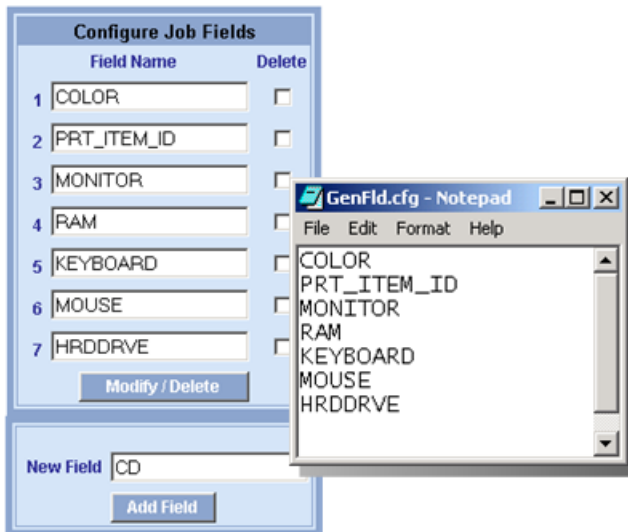 Configure Job Fields
Field Name Delete
1 COLOR
2 PRT_ITEM_ID
3 MONITOR
4 RAM
5 KEYBOARD
6 MOUSE
7 HRDDRVE
Modify / Delete
New Field CD
Add Field
GenFld.cfg - Notepad
File Edit Format Help
COLOR
PRT_ITEM_ID
MONITOR
RAM
KEYBOARD
MOUSE
HRDDRVE